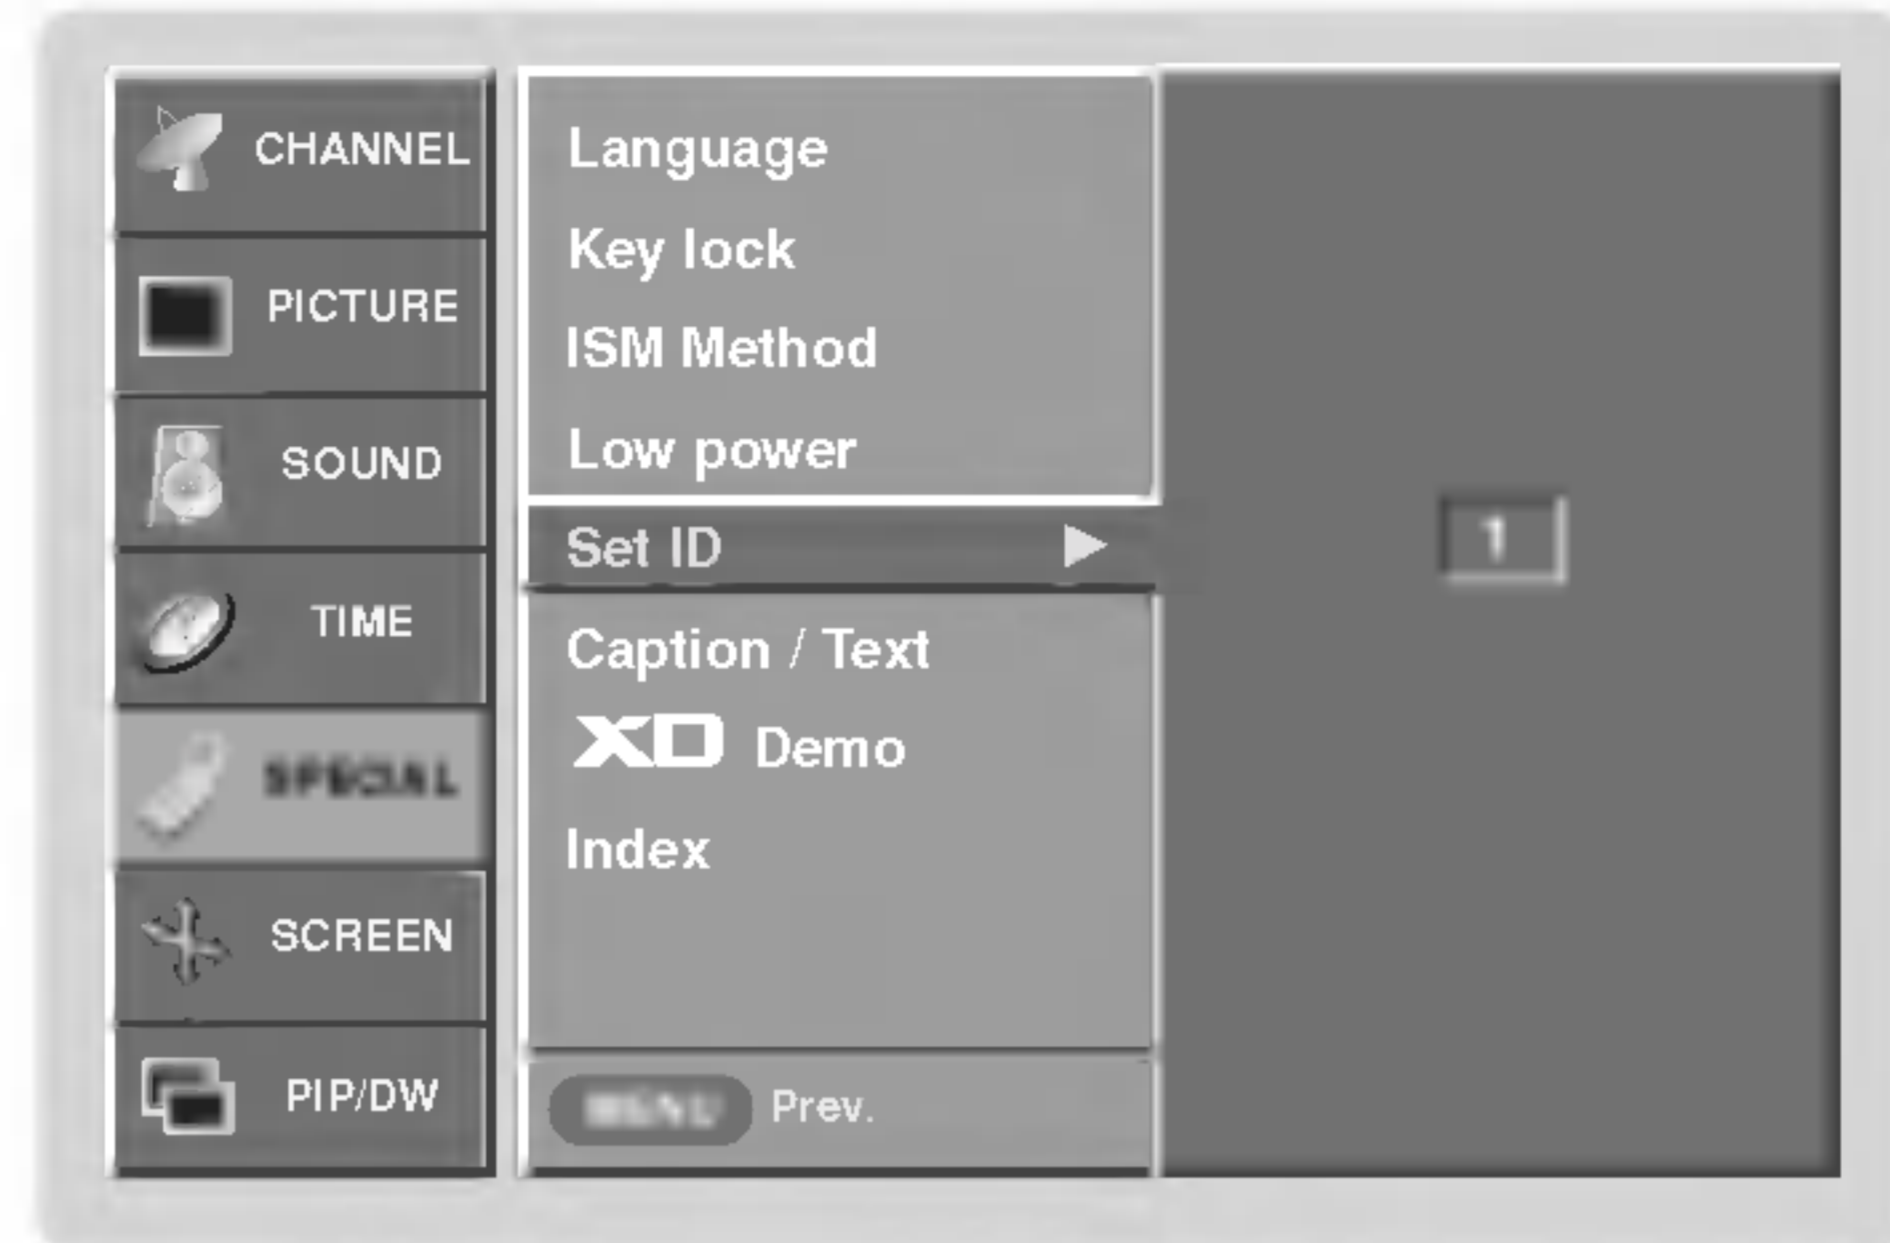 CHANNEL
PICTURE
SOUND
TIME
SPECIAL
SCREEN
PIP/DW
Language
Key lock
ISM Method
Low power
Set ID
Caption / Text
XD Demo
Index
MENU Prev.
1